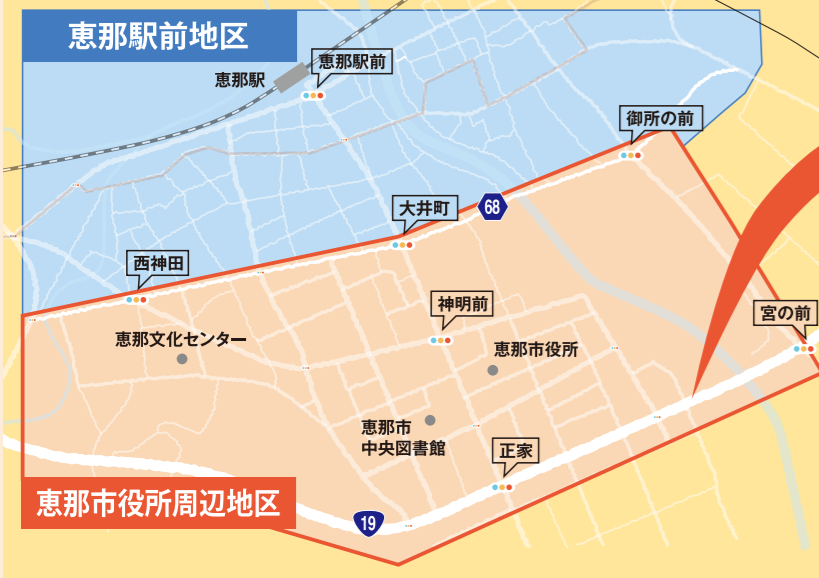 恵那駅前地区
恵那駅前
恵那駅
御所の前
大井町
68
西神田
神明前
宮の前
恵那文化センター
恵那市役所
恵那市
中央図書館
正家
恵那市役所周辺地区
19